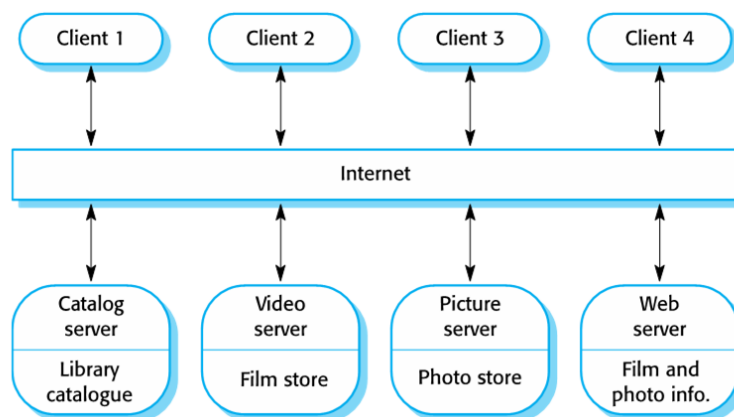 Client 1
Client 2
Client 3
Client 4
Internet
Catalog
server
Library
catalogue
Video
server
Film store
Picture
server
Photo store
Web
server
Film and
photo info.